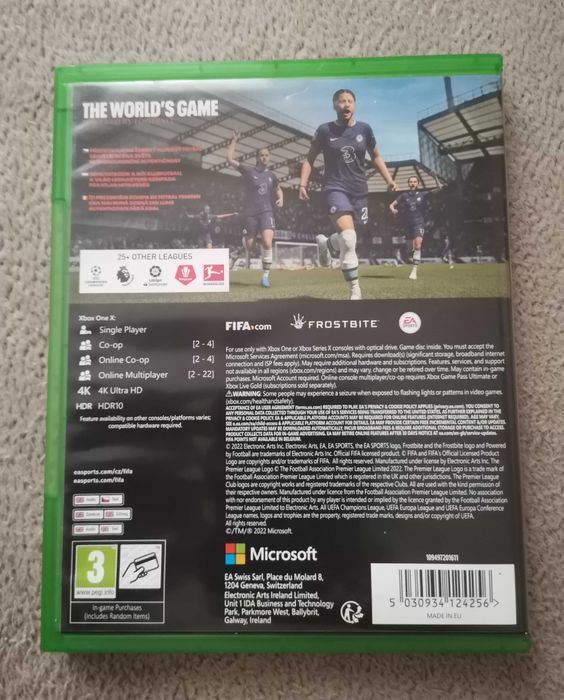 THE WORLD'S GAME
25+ OTHER LEAGUES
Xbox One X:
Single Player
Co-op [2 - 4]
Online Co-op [2 - 4]
Online Multiplayer [2 - 22]
4K 4K Ultra HD
HDR HDR10
Feature availability on other consoles/platforms varies;
compatible hardware required.
easports.com/cz/fifa
easports.com/fifa
3
www.pegi.info
In-game Purchases
(Includes Random Items)
FIFA.com
FROSTBITE
EA
SPORTS
For use only with Xbox One or Xbox Series X consoles with optical drive. Game disc inside. You must accept the
Microsoft Services Agreement (microsoft.com/msa). Requires download(s) (significant storage, broadband internet
connection and ISP fees apply). May require additional hardware and subscriptions. Features, services, and support
not available in all regions (xbox.com/regions) and may vary, change or be retired over time. May contain in-game
purchases. Microsoft Account required. Online console multiplayer/co-op requires Xbox Game Pass Ultimate or
Xbox Live Gold (subscriptions sold separately).
WARNING: Some people may experience a seizure when exposed to flashing lights or patterns in video games
(xbox.com/healthandsafety).
FIFA POINTS NOT AVAILABLE IN BELGIUM.
© 2022 Electronic Arts Inc. Electronic Arts, EA, EA SPORTS, the EA SPORTS logo, Frostbite and the Frostbite logo and Powered
by Football are trademarks of Electronic Arts Inc. Official FIFA licensed product. © FIFA and FIFA's Official Licensed Product
Logo are copyrights and/or trademarks of FIFA. All rights reserved. Manufactured under license by Electronic Arts Inc. The
Premier League Logo © The Football Association Premier League Limited 2022. The Premier League Logo is a trade mark of
the Football Association Premier League Limited which is registered in the UK and other jurisdictions. The Premier League
Club logos are copyright works and registered trademarks of the respective Clubs. All are used with the kind permission of
their respective owners. Manufactured under licence from the Football Association Premier League Limited. No association
with nor endorsement of this product by any player is intended or implied by the licence granted by the Football Association
Premier League Limited. All UEFA Champions League, UEFA Europa League and UEFA Europa Conference
League names, logos and trophies are the property, registered trade marks, designs and/or copyright of UEFA.
All rights reserved.
©/TM/® 2022 Microsoft.
Microsoft
EA Swiss Sarl, Place du Molard 8,
1204 Geneva, Switzerland
Electronic Arts Ireland Limited,
Unit 1 IDA Business and Technology
Park, Parkmore West, Ballybrit,
Galway, Ireland
109497201611
5 030934 124256 >
MADE IN EU